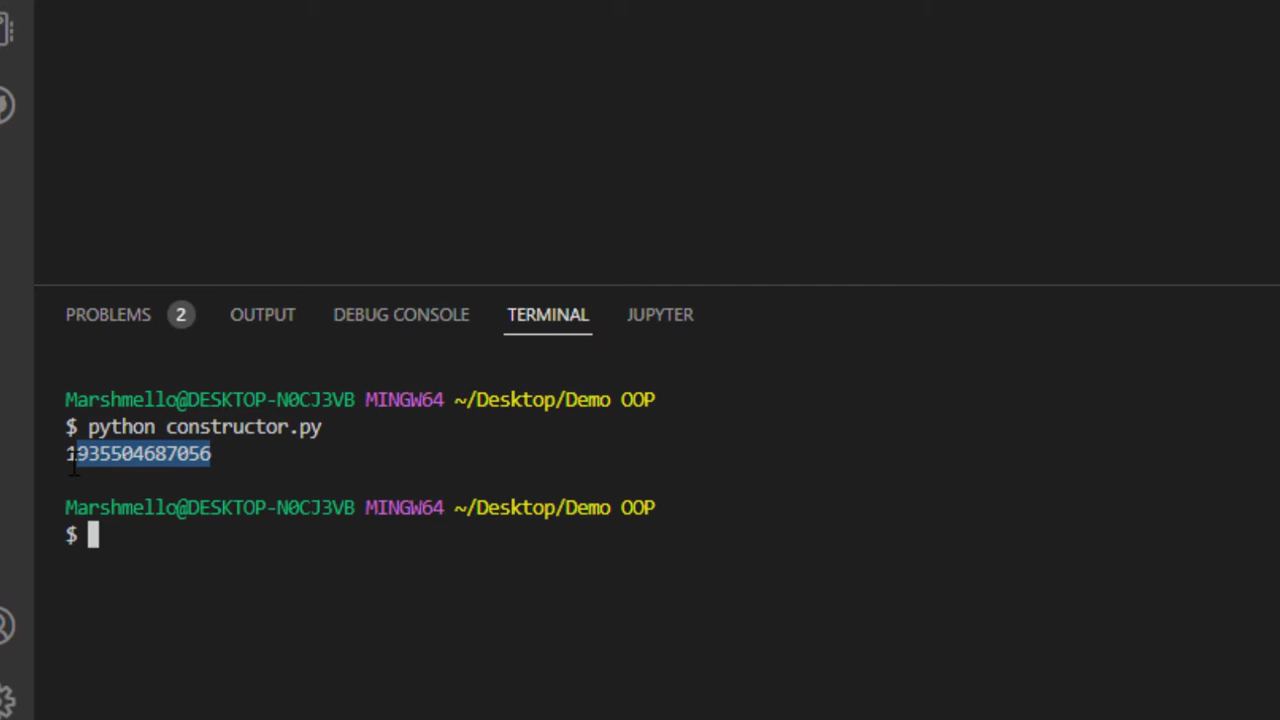 PROBLEMS 2 OUTPUT DEBUG CONSOLE TERMINAL JUPYTER
Marshmello@DESKTOP-N0CJ3VB MINGW64 ~/Desktop/Demo OOP
$ python constructor.py
1935504687056
Marshmello@DESKTOP-N0CJ3VB MINGW64 ~/Desktop/Demo OOP
$